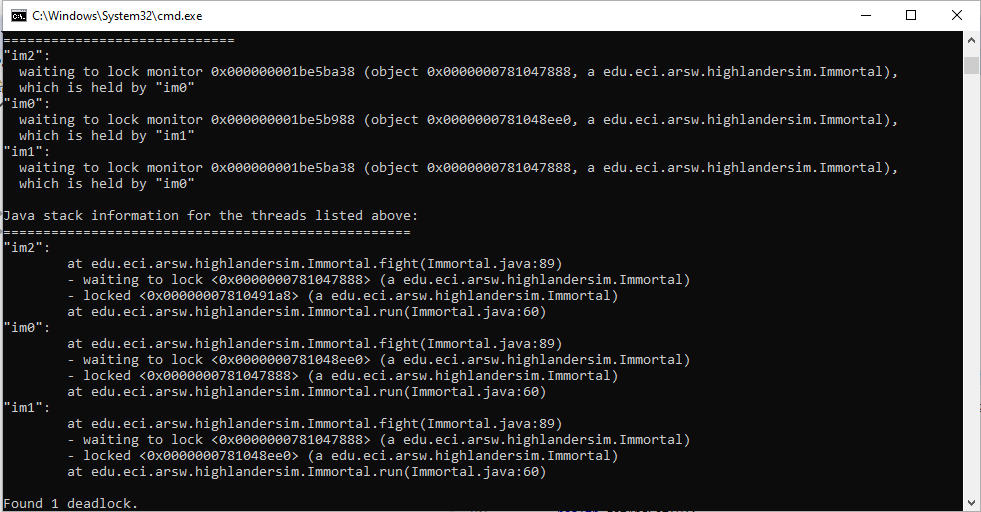 C:\Windows\System32\cmd.exe
=============================
"im2":
  waiting to lock monitor 0x000000001be5ba38 (object 0x0000000781047888, a edu.eci.arsw.highlandersim.Immortal),
  which is held by "im0"
"im0":
  waiting to lock monitor 0x000000001be5b988 (object 0x0000000781048ee0, a edu.eci.arsw.highlandersim.Immortal),
  which is held by "im1"
"im1":
  waiting to lock monitor 0x000000001be5ba38 (object 0x0000000781047888, a edu.eci.arsw.highlandersim.Immortal),
  which is held by "im0"
Java stack information for the threads listed above:
===================================================
"im2":
        at edu.eci.arsw.highlandersim.Immortal.fight(Immortal.java:89)
        - waiting to lock <0x0000000781047888> (a edu.eci.arsw.highlandersim.Immortal)
        - locked <0x00000007810491a8> (a edu.eci.arsw.highlandersim.Immortal)
        at edu.eci.arsw.highlandersim.Immortal.run(Immortal.java:60)
"im0":
        at edu.eci.arsw.highlandersim.Immortal.fight(Immortal.java:89)
        - waiting to lock <0x0000000781048ee0> (a edu.eci.arsw.highlandersim.Immortal)
        - locked <0x0000000781047888> (a edu.eci.arsw.highlandersim.Immortal)
        at edu.eci.arsw.highlandersim.Immortal.run(Immortal.java:60)
"im1":
        at edu.eci.arsw.highlandersim.Immortal.fight(Immortal.java:89)
        - waiting to lock <0x0000000781047888> (a edu.eci.arsw.highlandersim.Immortal)
        - locked <0x0000000781048ee0> (a edu.eci.arsw.highlandersim.Immortal)
        at edu.eci.arsw.highlandersim.Immortal.run(Immortal.java:60)
Found 1 deadlock.